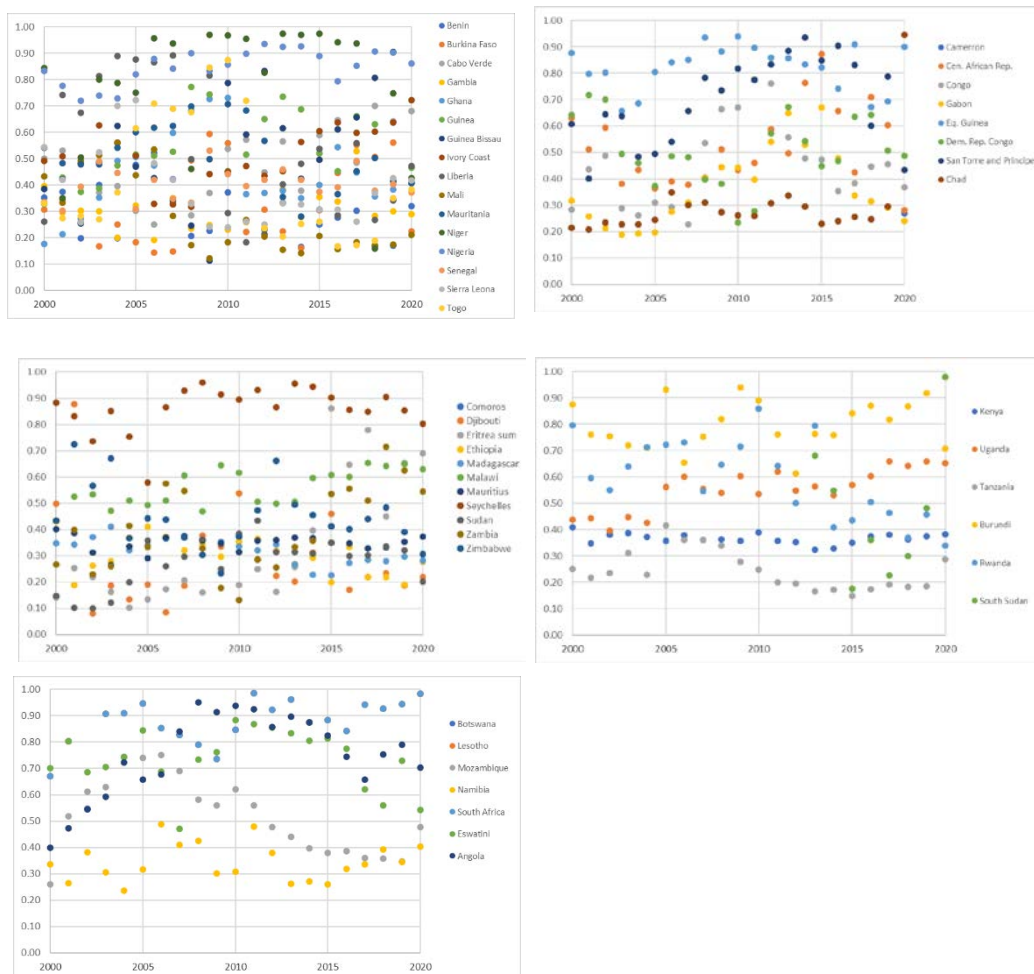 1.00
0.90
0.80
0.70
0.60
0.50
0.40
0.30
0.20
0.10
0.00
2000 2005 2010 2015 2020
Benin
Burkina Faso
Cabo Verde
Gambia
Ghana
Guinea
Guinea Bissau
Ivory Coast
Liberia
Mali
Mauritania
Niger
Nigeria
Senegal
Sierra Leona
Togo
1.00
0.90
0.80
0.70
0.60
0.50
0.40
0.30
0.20
0.10
0.00
2000 2005 2010 2015 2020
Camerron
Cen. African Rep.
Congo
Gabon
Eq. Guinea
Dem. Rep. Congo
San Torre and Principe
Chad
1.00
0.90
0.80
0.70
0.60
0.50
0.40
0.30
0.20
0.10
0.00
2000 2005 2010 2015 2020
Comoros
Djibouti
Eritrea sum
Ethiopia
Madagascar
Malawi
Mauritius
Seychelles
Sudan
Zambia
Zimbabwe
1.00
0.90
0.80
0.70
0.60
0.50
0.40
0.30
0.20
0.10
0.00
2000 2005 2010 2015 2020
Kenya
Uganda
Tanzania
Burundi
Rwanda
South Sudan
1.00
0.90
0.80
0.70
0.60
0.50
0.40
0.30
0.20
0.10
0.00
2000 2005 2010 2015 2020
Botswana
Lesotho
Mozambique
Namibia
South Africa
Eswatini
Angola